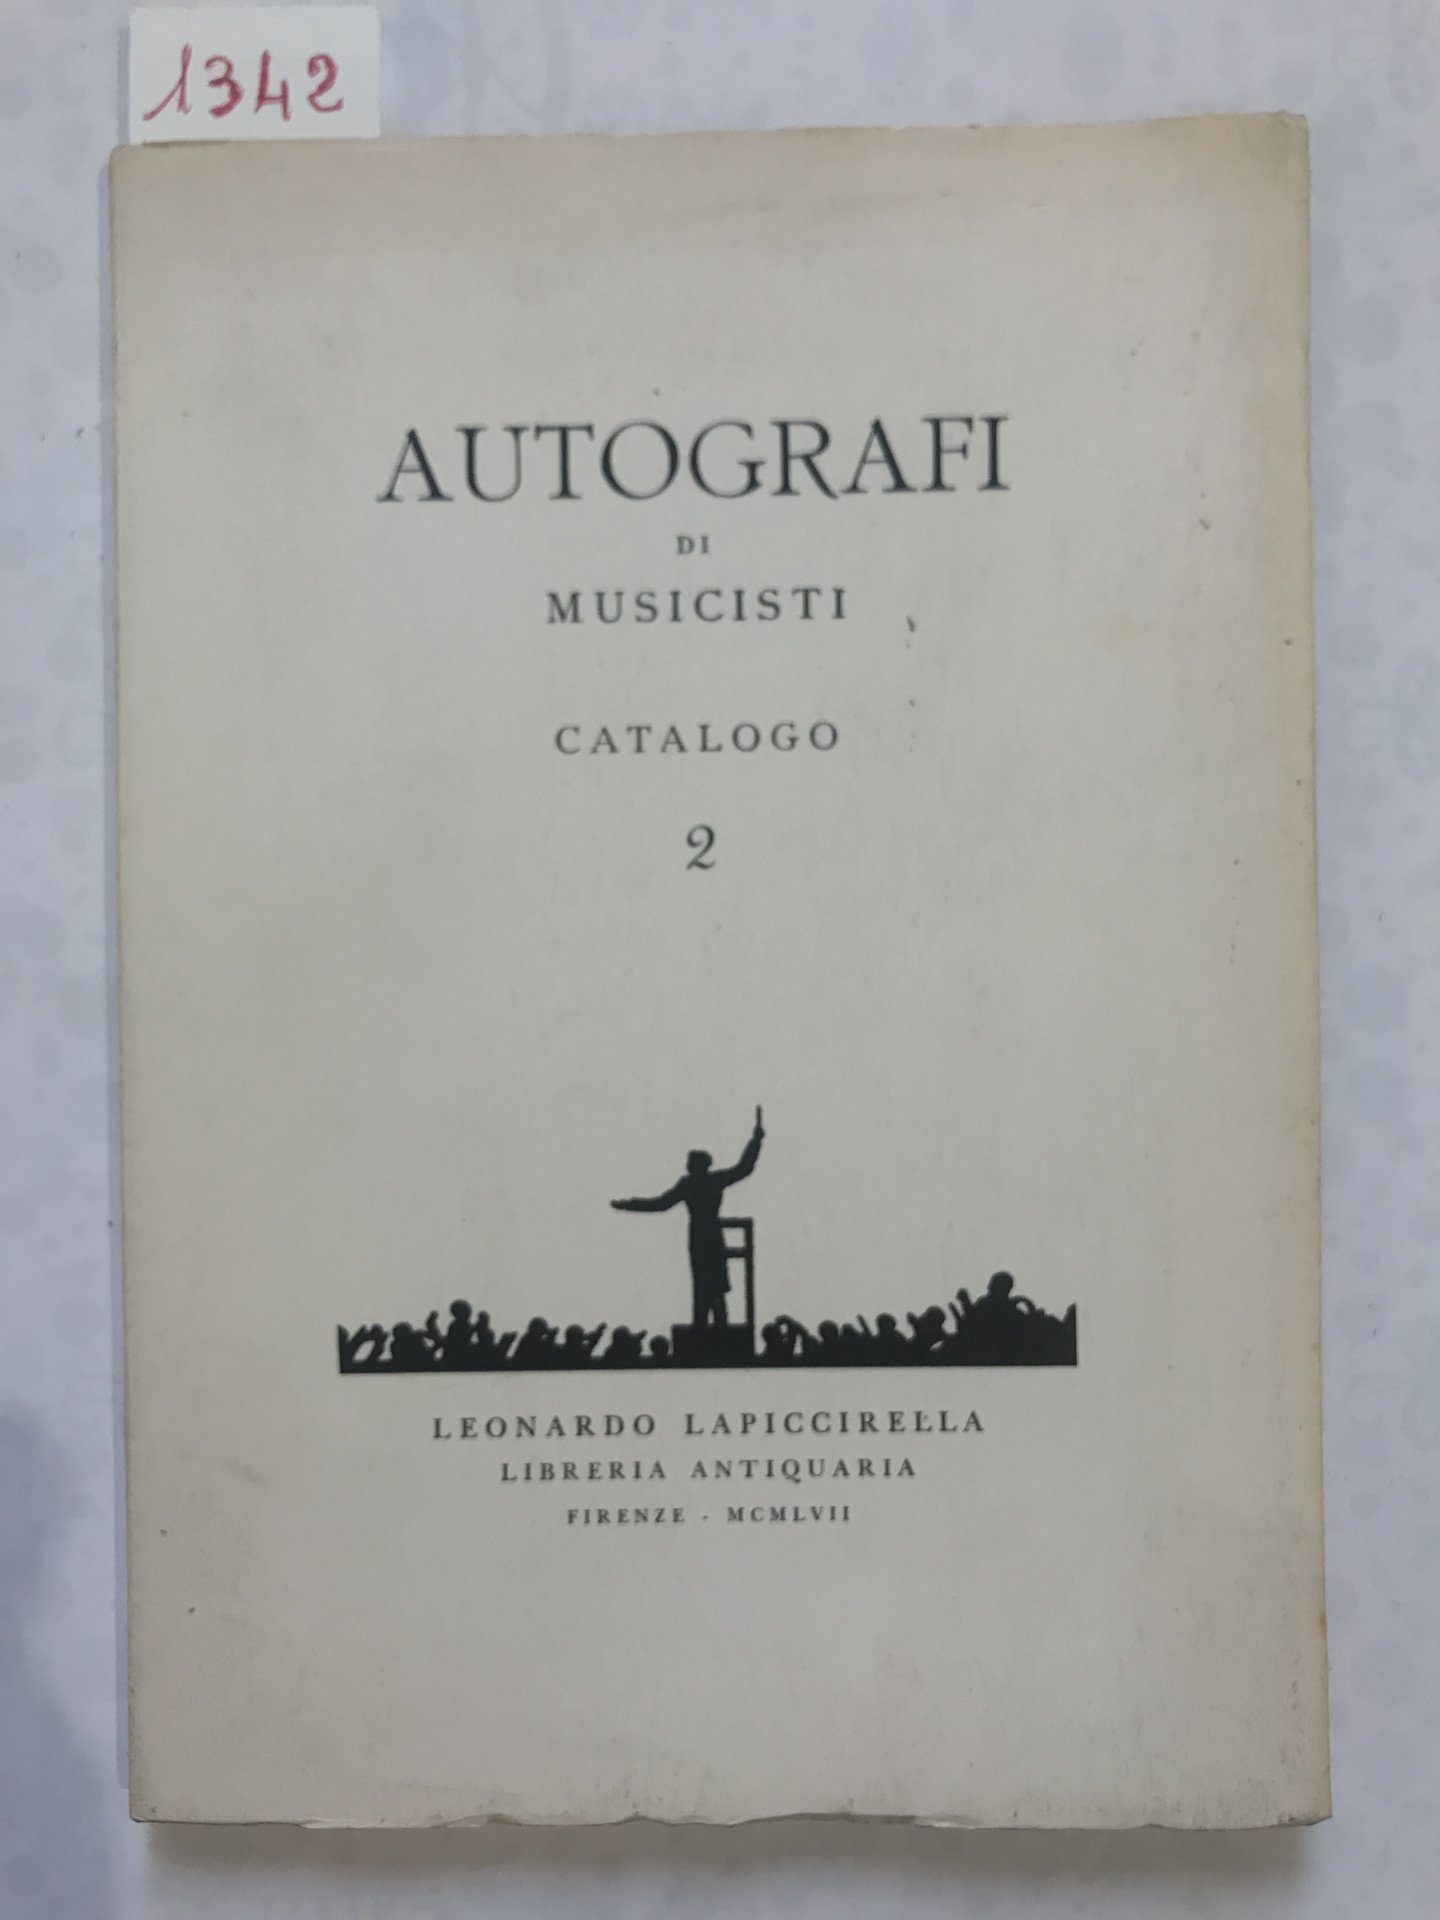 1342
AUTOGRAFI
DI
MUSICISTI
CATALOGO
2
LEONARDO LAPICCIRELLA
LIBRERIA ANTIQUARIA
FIRENZE - MCMLVII